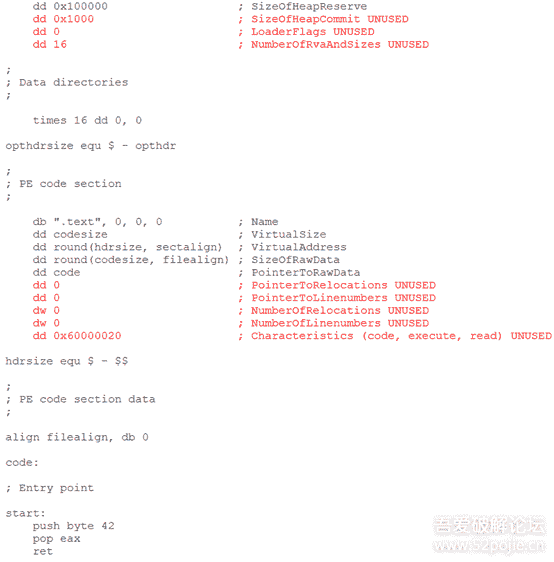 dd 0x100000 ; SizeOfHeapReserve
dd 0x1000 ; SizeOfHeapCommit UNUSED
dd 0 ; LoaderFlags UNUSED
dd 16 ; NumberOfRvaAndSizes UNUSED
;
; Data directories
;
times 16 dd 0, 0
opthdrsize equ $ - opthdr
;
; PE code section
;
db ".text", 0, 0, 0 ; Name
dd codesize ; VirtualSize
dd round(hdrsize, sectalign) ; VirtualAddress
dd round(codesize, filealign) ; SizeOfRawData
dd code ; PointerToRawData
dd 0 ; PointerToRelocations UNUSED
dd 0 ; PointerToLinenumbers UNUSED
dw 0 ; NumberOfRelocations UNUSED
dw 0 ; NumberOfLinenumbers UNUSED
dd 0x60000020 ; Characteristics (code, execute, read) UNUSED
hdrsize equ $ - $$
;
; PE code section data
;
align filealign, db 0
code:
; Entry point
start:
push byte 42
pop eax
ret
吾爱破解论坛
www.52pojie.cn